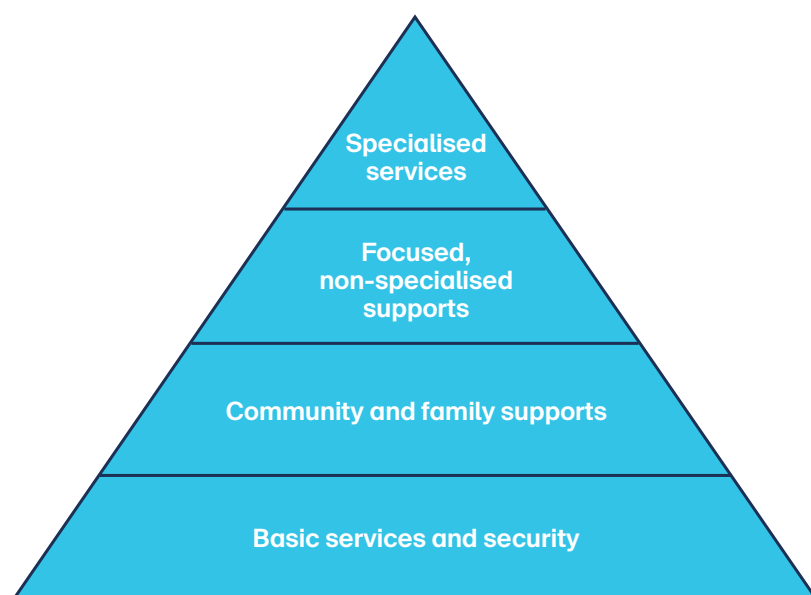 Specialised
services
Focused,
non-specialised
supports
Community and family supports
Basic services and security